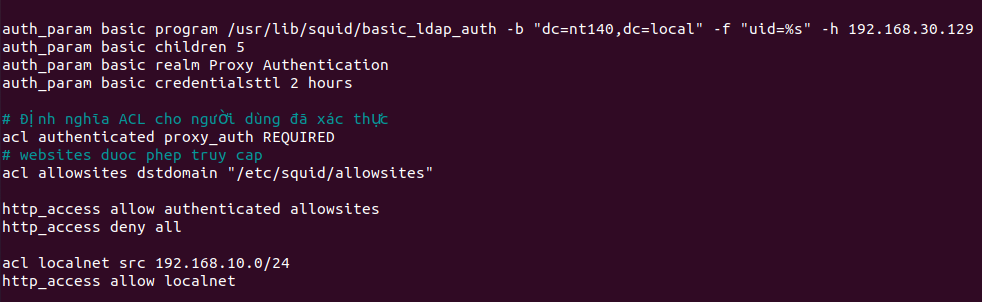 auth_param basic program /usr/lib/squid/basic_ldap_auth -b "dc=nt140,dc=local" -f "uid=%s" -h 192.168.30.129
auth_param basic children 5
auth_param basic realm Proxy Authentication
auth_param basic credentialsttl 2 hours
# Định nghĩa ACL cho người dùng đã xác thực
acl authenticated proxy_auth REQUIRED
# websites duoc phep truy cap
acl allowsites dstdomain "/etc/squid/allowsites"
http_access allow authenticated allowsites
http_access deny all
acl localnet src 192.168.10.0/24
http_access allow localnet